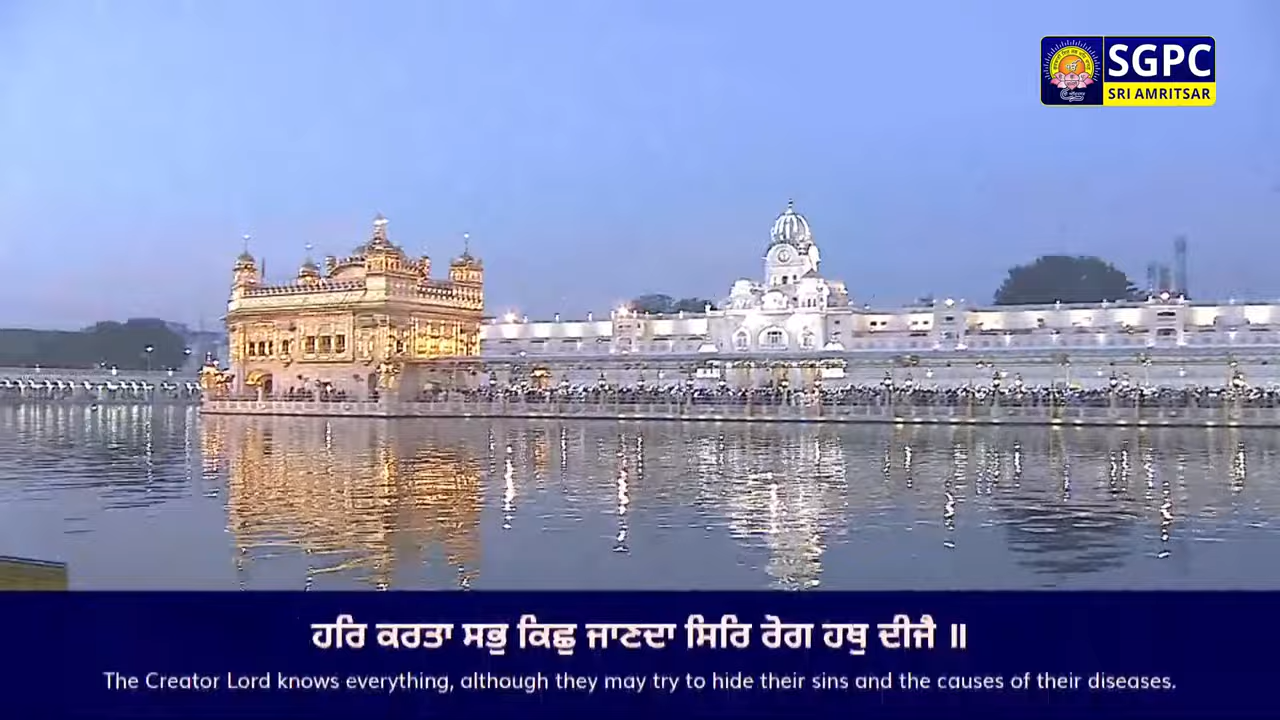 SGPC
SRI AMRITSAR
ਹਰਿ ਕਰਤਾ ਸਭੁ ਕਿਛੁ ਜਾਣਦਾ ਸਿਰਿ ਰੋਗ ਹਥੁ ਦੀਜੈ ॥
The Creator Lord knows everything, although they may try to hide their sins and the causes of their diseases.